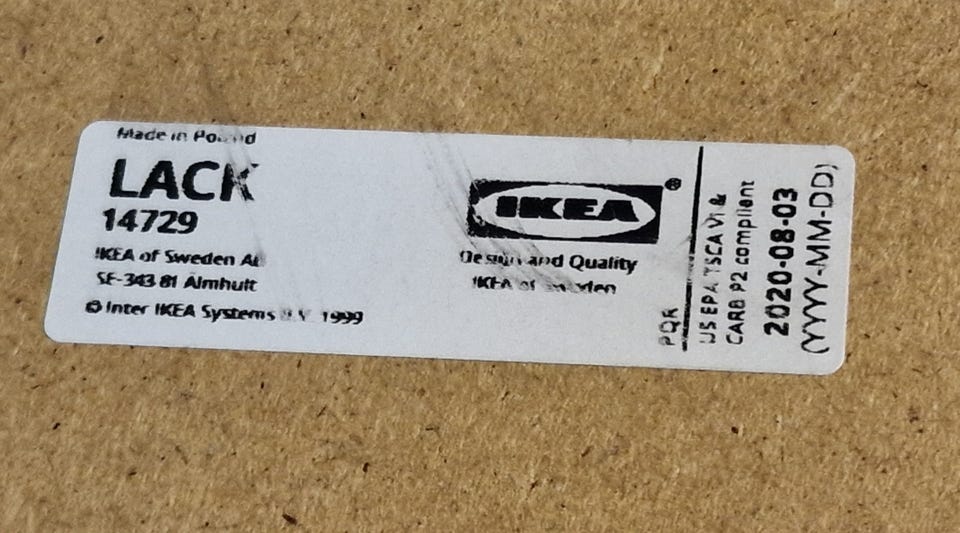 Made in Poland
LACK
14729
IKEA of Sweden AB
SE-343 81 Älmhult
© Inter IKEA Systems B.V. 1999
IKEA®
Design and Quality
IKEA of Sweden
PQR
US EPA TSCA VI &
CARB P2 compliant
2020-08-03
(YYYY-MM-DD)